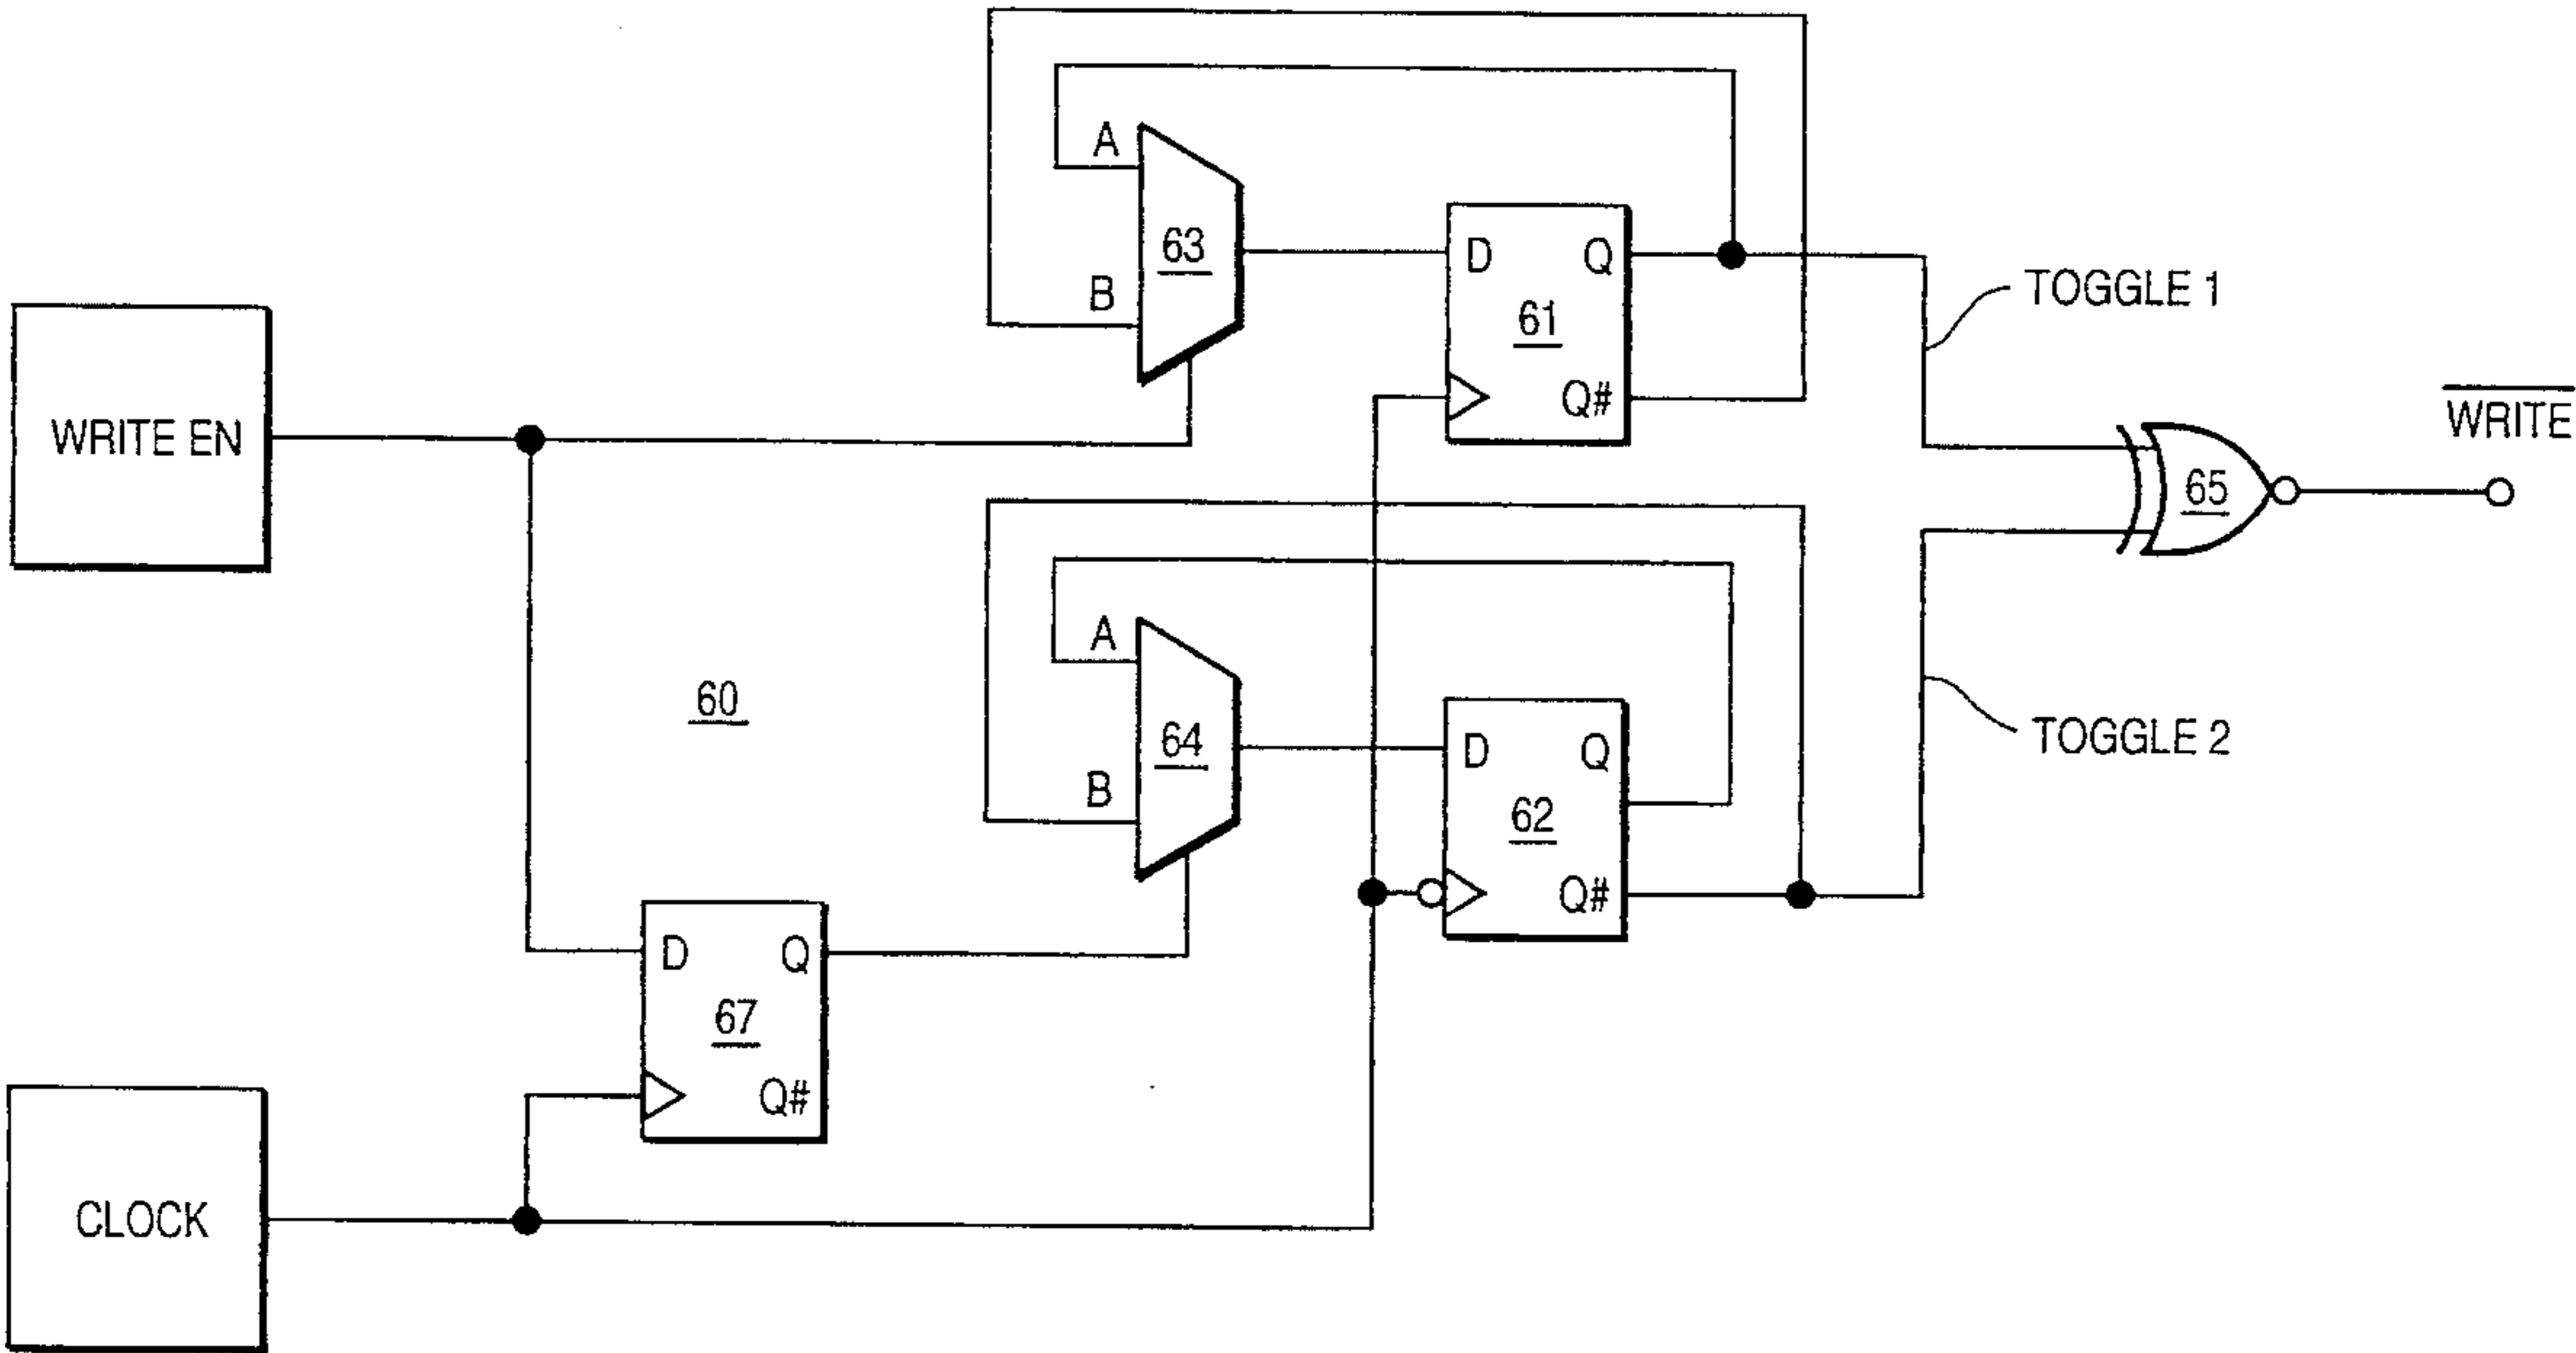 A
63
B
D
Q
61
Q#
TOGGLE 1
WRITE EN
WRITE
65
A
64
B
60
D
Q
62
Q#
TOGGLE 2
D
Q
67
Q#
CLOCK